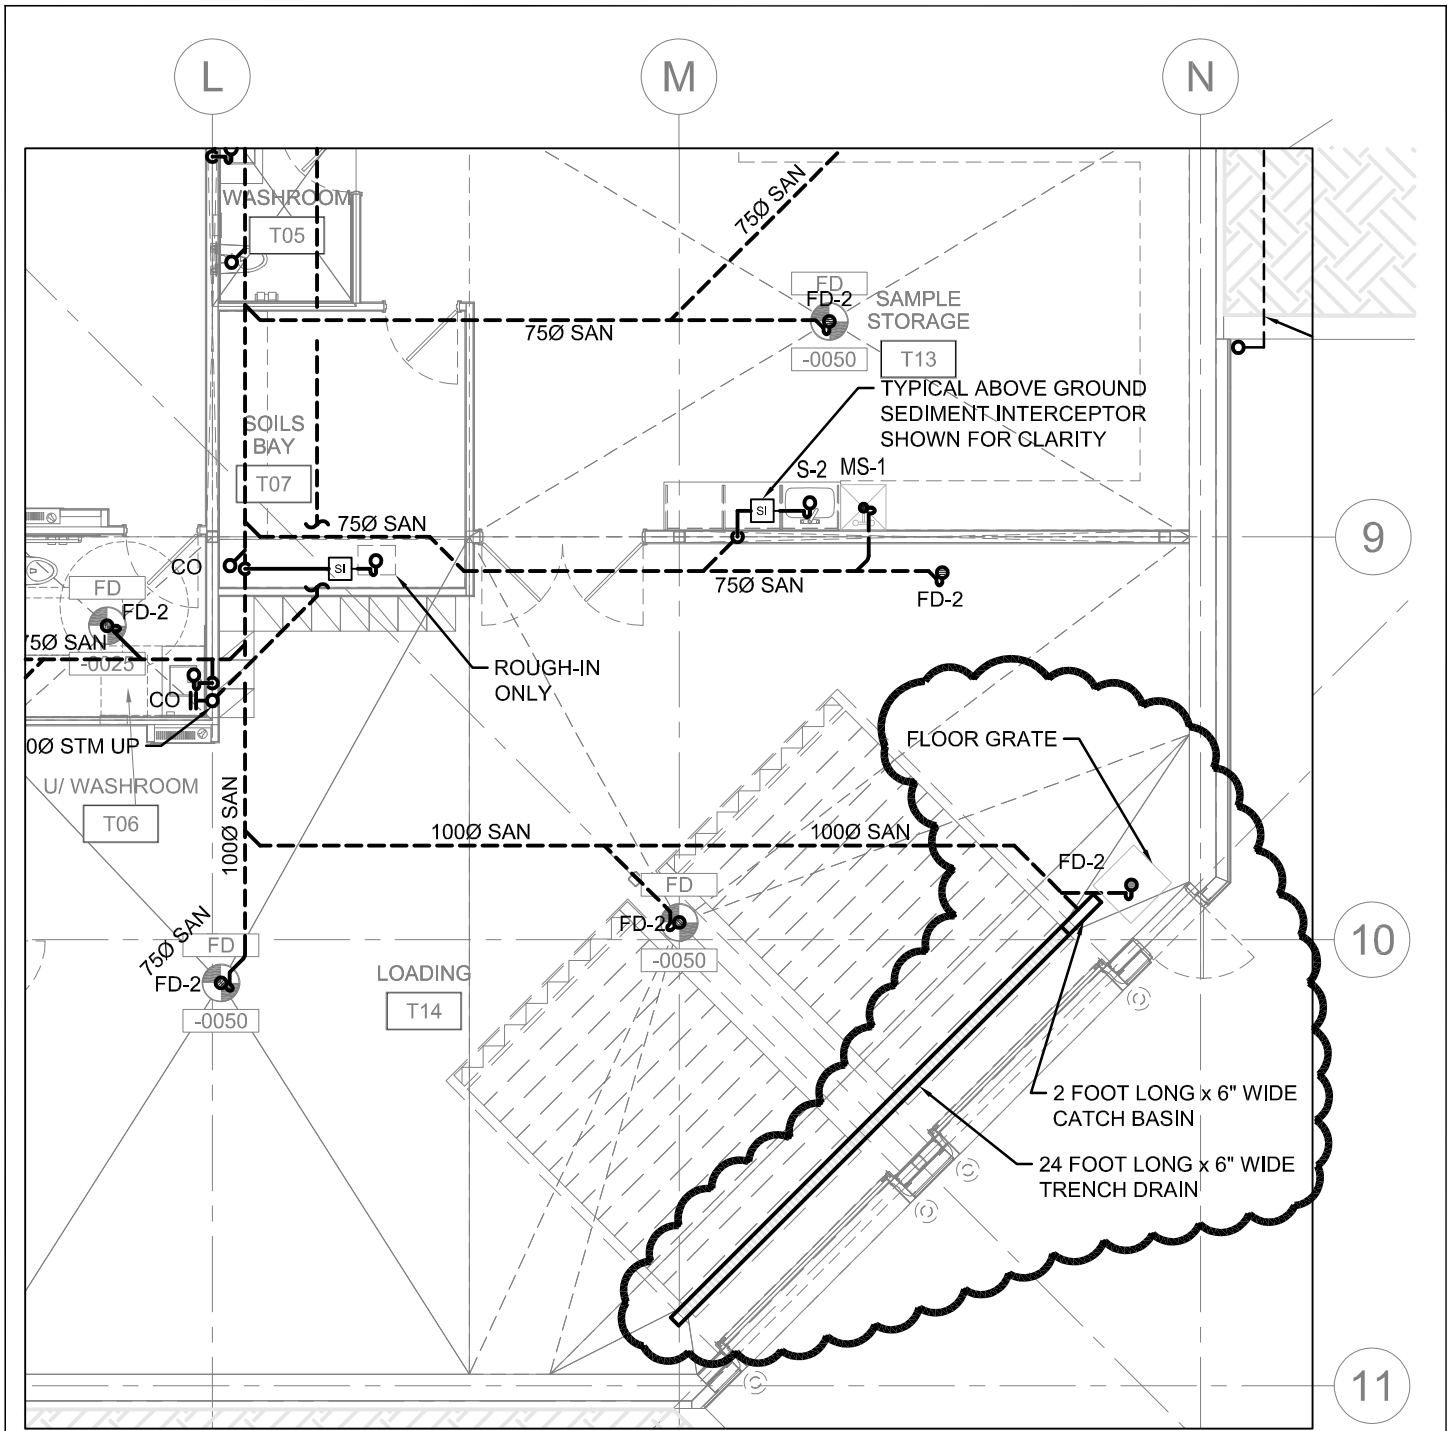 L
M
N
WASHROOM
T05
75Ø SAN
FD
FD-2
SAMPLE
STORAGE
75Ø SAN
-0050
T13
TYPICAL ABOVE GROUND
SEDIMENT INTERCEPTOR
SHOWN FOR CLARITY
SOILS
BAY
T07
S-2
MS-1
SI
75Ø SAN
9
CO
SI
75Ø SAN
FD-2
FD
FD-2
75Ø SAN
-0025
ROUGH-IN
ONLY
CO
0Ø STM UP
FLOOR GRATE
U/ WASHROOM
T06
100Ø SAN
100Ø SAN
100Ø SAN
FD-2
FD
FD-2
-0050
10
75Ø SAN
FD
FD-2
-0050
LOADING
T14
2 FOOT LONG x 6" WIDE
CATCH BASIN
24 FOOT LONG x 6" WIDE
TRENCH DRAIN
11